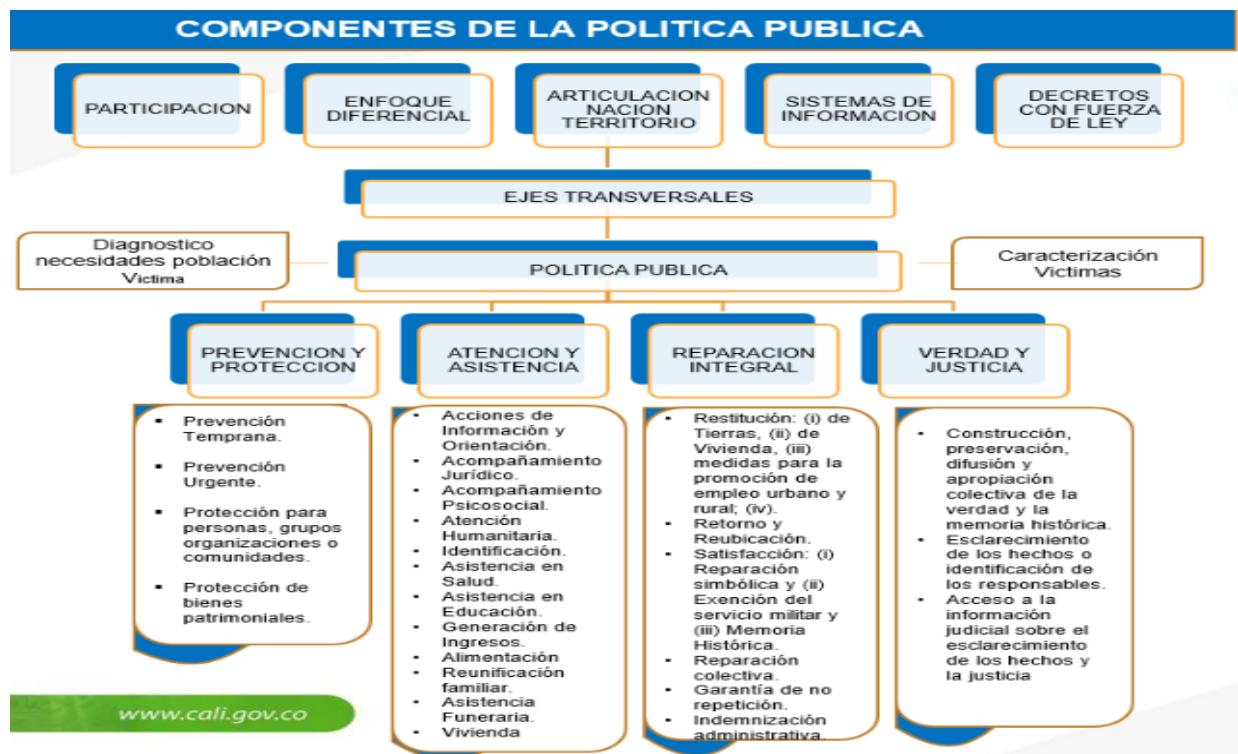 COMPONENTES DE LA POLITICA PUBLICA
PARTICIPACION
ENFOQUE
DIFERENCIAL
ARTICULACION
NACION
TERRITORIO
SISTEMAS DE
INFORMACION
DECRETOS
CON FUERZA
DE LEY
EJES TRANSVERSALES
Diagnostico
necesidades población
Victima
POLITICA PUBLICA
Caracterización
Victimas
PREVENCION Y
PROTECCION
ATENCION Y
ASISTENCIA
REPARACION
INTEGRAL
VERDAD Y
JUSTICIA
▪ Prevención
Temprana.
▪ Prevención
Urgente.
▪ Protección para
personas, grupos
organizaciones o
comunidades.
▪ Protección de
bienes
patrimoniales.
• Acciones de
Información y
Orientación.
• Acompañamiento
Jurídico.
• Acompañamiento
Psicosocial.
• Atención
Humanitaria.
• Identificación.
• Asistencia en
Salud.
• Asistencia en
Educación.
• Generación de
Ingresos.
• Alimentación
• Reunificación
familiar.
• Asistencia
Funeraria.
• Vivienda
• Restitución: (i) de
Tierras, (ii) de
Vivienda, (iii)
medidas para la
promoción de
empleo urbano y
rural; (iv).
• Retorno y
Reubicación.
• Satisfacción: (i)
Reparación
simbólica y (ii)
Exención del
servicio militar y
(iii) Memoria
Histórica.
• Reparación
colectiva.
• Garantía de no
repetición.
• Indemnización
administrativa.
• Construcción,
preservación,
difusión y
apropiación
colectiva de la
verdad y la
memoria histórica.
• Esclarecimiento
de los hechos o
identificación de
los responsables.
• Acceso a la
información
judicial sobre el
esclarecimiento
de los hechos y
la justicia
www.cali.gov.co